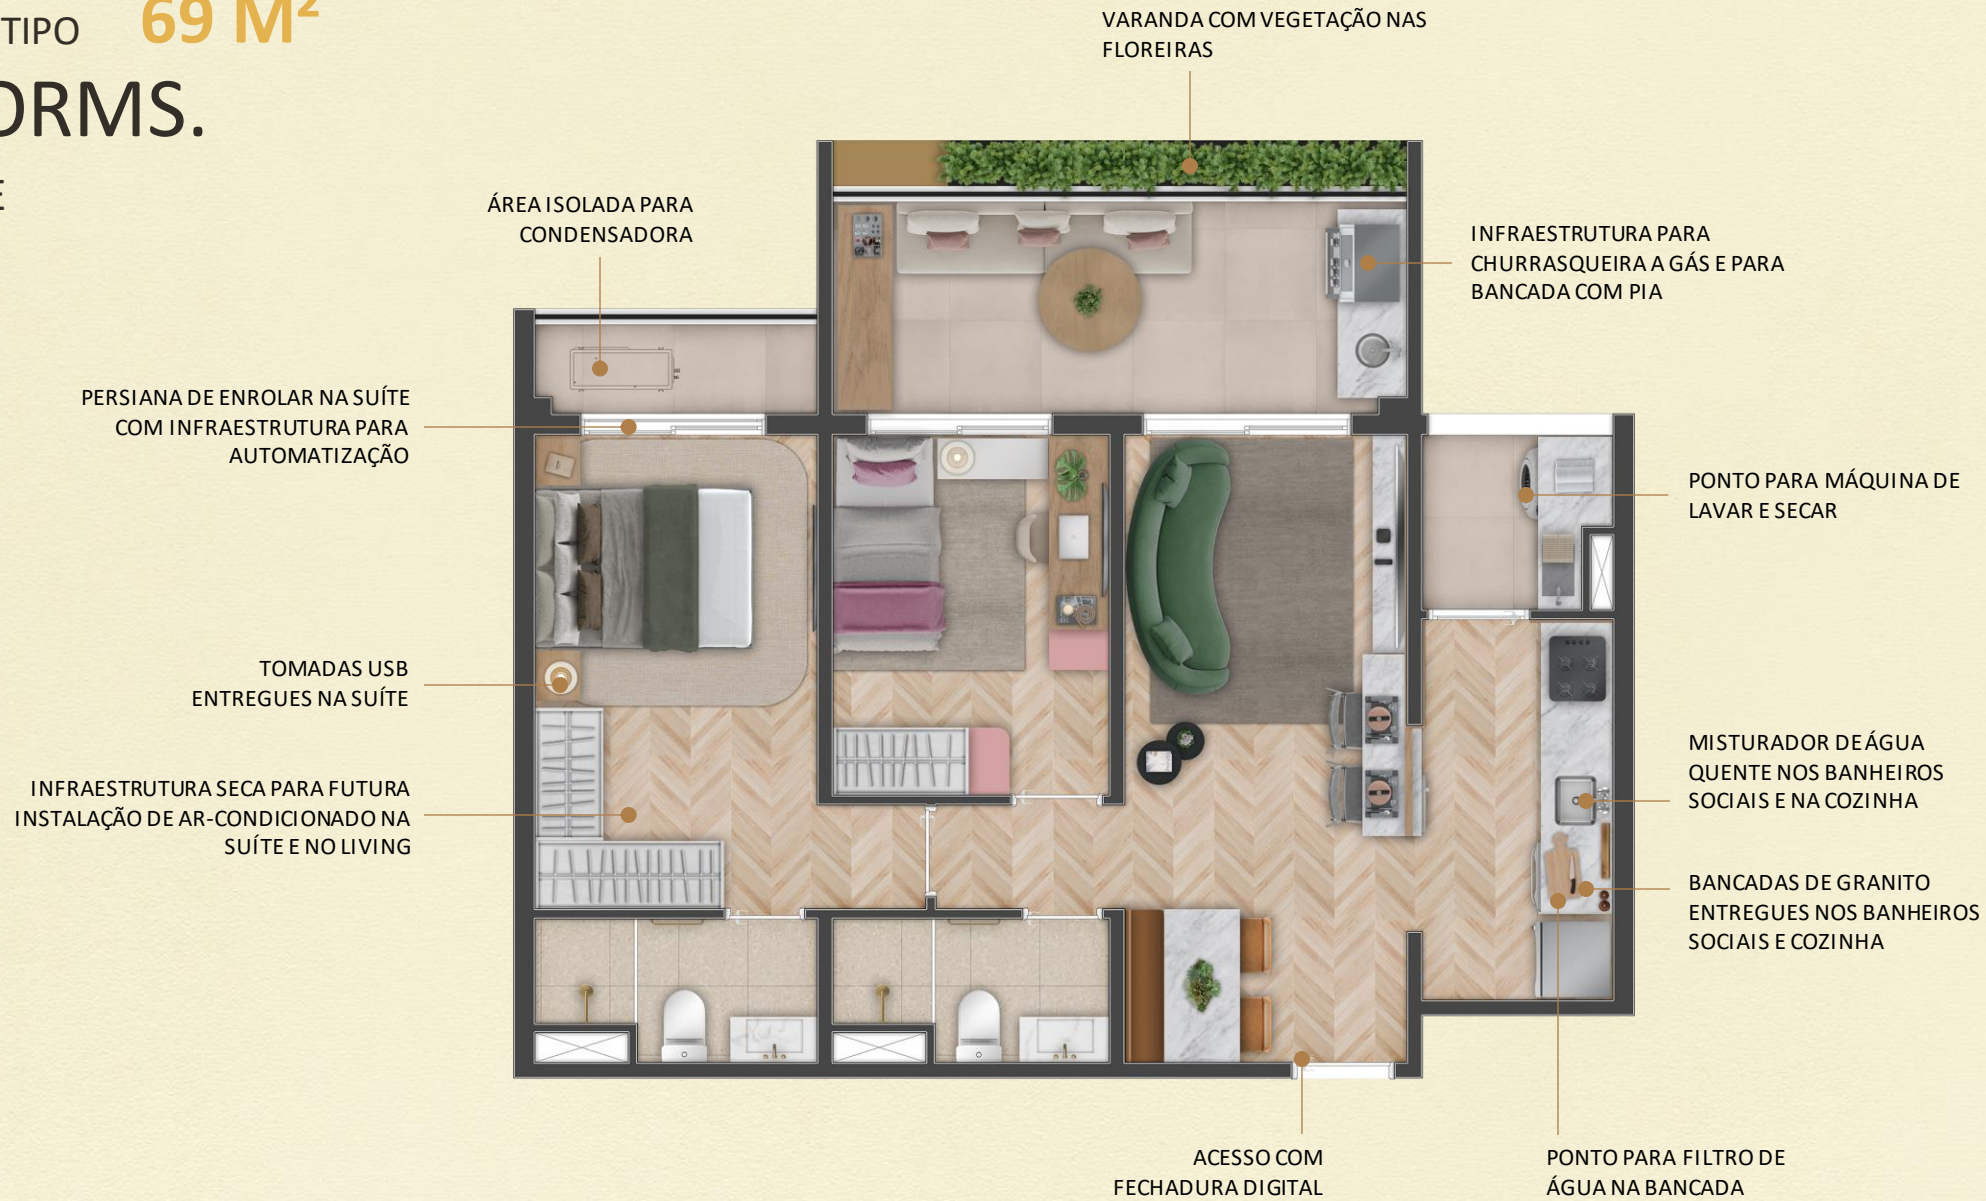 TIPO 69 M²
DORMS.
E
VARANDA COM VEGETAÇÃO NAS
FLOREIRAS
ÁREA ISOLADA PARA
CONDENSADORA
INFRAESTRUTURA PARA
CHURRASQUEIRA A GÁS E PARA
BANCADA COM PIA
PERSIANA DE ENROLAR NA SUÍTE
COM INFRAESTRUTURA PARA
AUTOMATIZAÇÃO
PONTO PARA MÁQUINA DE
LAVAR E SECAR
TOMADAS USB
ENTREGUES NA SUÍTE
MISTURADOR DE ÁGUA
QUENTE NOS BANHEIROS
SOCIAIS E NA COZINHA
INFRAESTRUTURA SECA PARA FUTURA
INSTALAÇÃO DE AR-CONDICIONADO NA
SUÍTE E NO LIVING
BANCADAS DE GRANITO
ENTREGUES NOS BANHEIROS
SOCIAIS E COZINHA
ACESSO COM
FECHADURA DIGITAL
PONTO PARA FILTRO DE
ÁGUA NA BANCADA